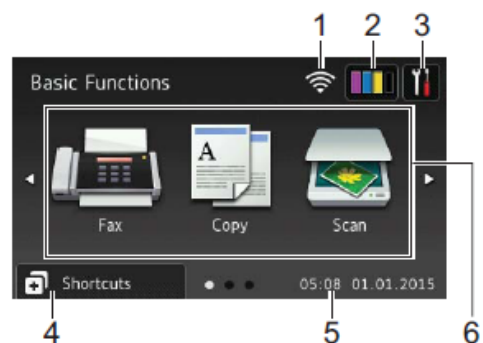 1 2 3
Basic Functions
A
Fax Copy Scan
Shortcuts 05:08 01.01.2015
4 5 6